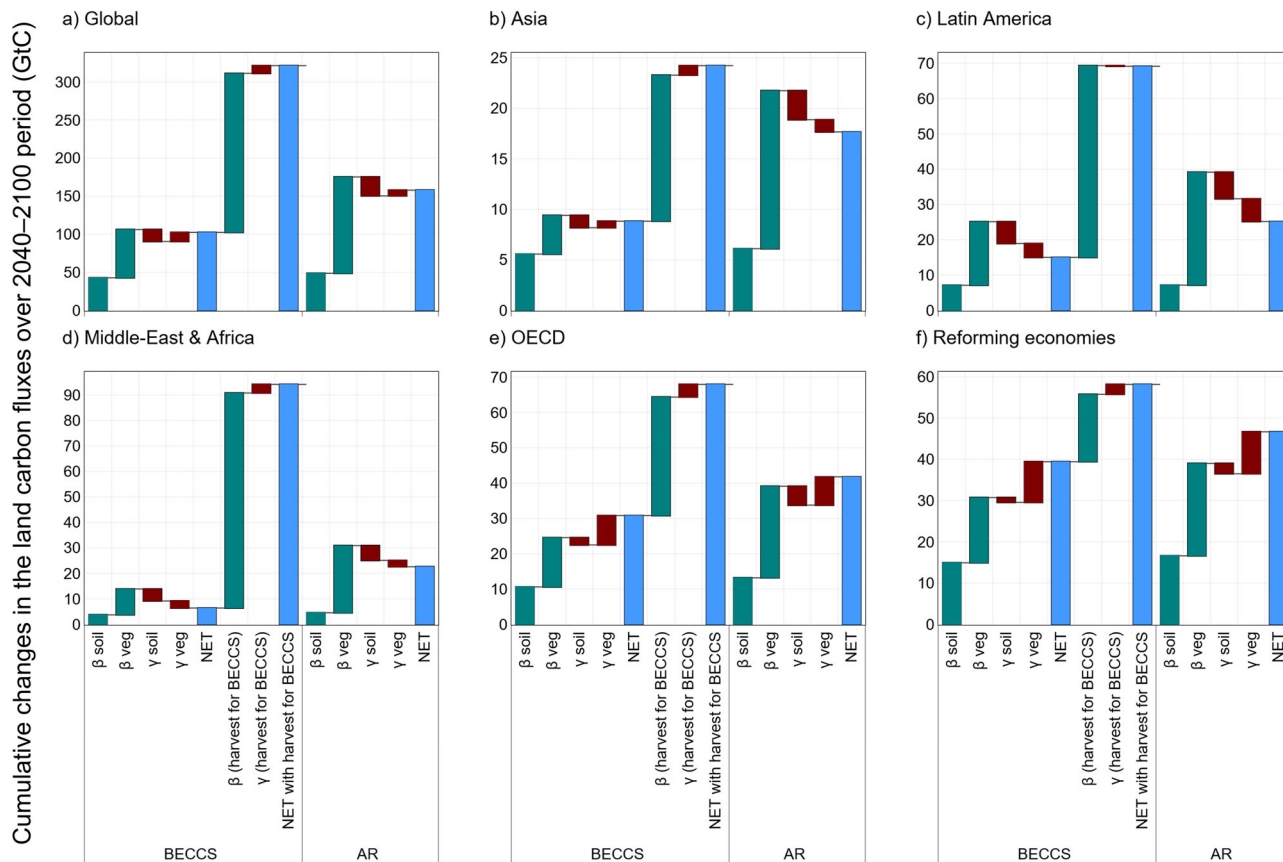 Cumulative changes in the land carbon fluxes over 2040–2100 period (GtC)
a) Global
300
250
200
150
100
50
0
b) Asia
25
20
15
10
5
0
c) Latin America
70
60
50
40
30
20
10
0
d) Middle-East & Africa
90
80
70
60
50
40
30
20
10
0
e) OECD
70
60
50
40
30
20
10
0
f) Reforming economies
60
50
40
30
20
10
0
β soil
β veg
γ soil
γ veg
NET
β (harvest for BECCS)
γ (harvest for BECCS)
NET with harvest for BECCS
β soil
β veg
γ soil
γ veg
NET
BECCS
AR
β soil
β veg
γ soil
γ veg
NET
β (harvest for BECCS)
γ (harvest for BECCS)
NET with harvest for BECCS
β soil
β veg
γ soil
γ veg
NET
BECCS
AR
β soil
β veg
γ soil
γ veg
NET
β (harvest for BECCS)
γ (harvest for BECCS)
NET with harvest for BECCS
β soil
β veg
γ soil
γ veg
NET
BECCS
AR